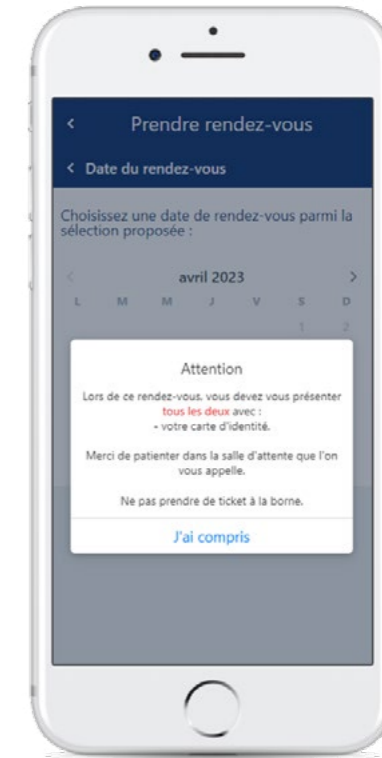 < Prendre rendez-vous
< Date du rendez-vous
Choisissez une date de rendez-vous parmi la
sélection proposée :
< avril 2023 >
L M M J V S D
1 2
Attention
Lors de ce rendez-vous, vous devez vous présenter
tous les deux avec :
- votre carte d'identité.
Merci de patienter dans la salle d'attente que l'on
vous appelle.
Ne pas prendre de ticket à la borne.
J'ai compris